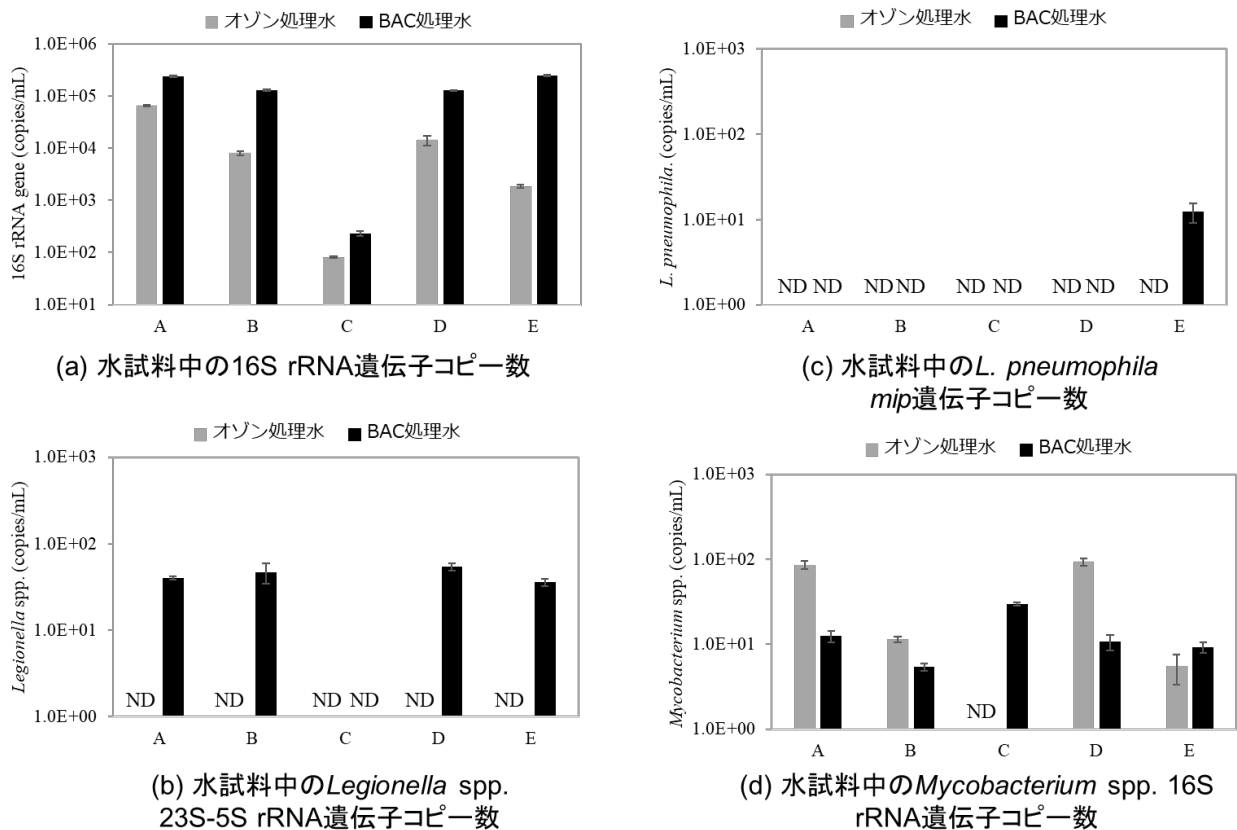 オゾン処理水 BAC処理水
16S rRNA gene (copies/mL)
1.0E+06
1.0E+05
1.0E+04
1.0E+03
1.0E+02
1.0E+01
A B C D E
(a) 水試料中の16S rRNA遺伝子コピー数
オゾン処理水 BAC処理水
L. pneumophila. (copies/mL)
1.0E+03
1.0E+02
1.0E+01
1.0E+00
ND ND ND ND ND ND ND ND ND
A B C D E
(c) 水試料中のL. pneumophila
mip遺伝子コピー数
オゾン処理水 BAC処理水
Legionella spp. (copies/mL)
1.0E+03
1.0E+02
1.0E+01
1.0E+00
ND ND ND ND ND ND
A B C D E
(b) 水試料中のLegionella spp.
23S-5S rRNA遺伝子コピー数
オゾン処理水 BAC処理水
Mycobacterium spp. (copies/mL)
1.0E+03
1.0E+02
1.0E+01
1.0E+00
ND
A B C D E
(d) 水試料中のMycobacterium spp. 16S
rRNA遺伝子コピー数